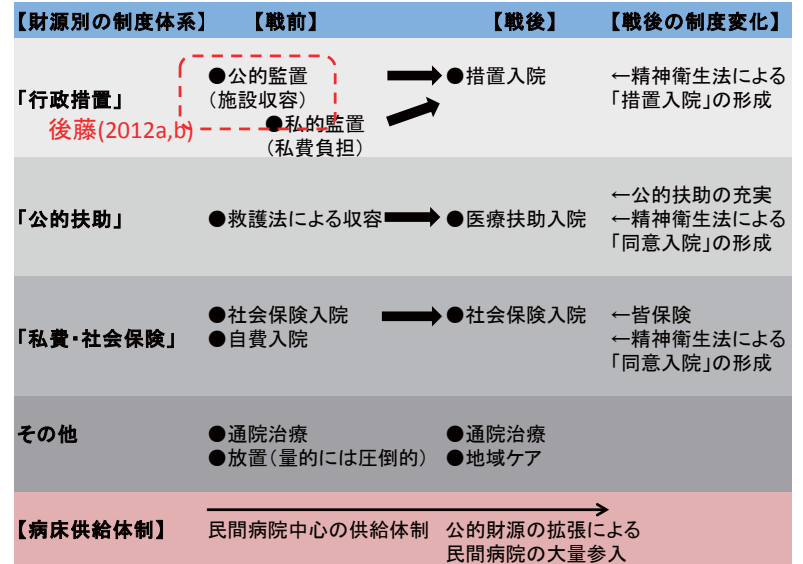 【財源別の制度体系】 【戦前】 【戦後】 【戦後の制度変化】
「行政措置」
後藤(2012a,b)
●公的監置
(施設収容)
●私的監置
(私費負担)
●措置入院
←精神衛生法による
「措置入院」の形成
「公的扶助」
●救護法による収容
●医療扶助入院
←公的扶助の充実
←精神衛生法による
「同意入院」の形成
「私費・社会保険」
●社会保険入院
●自費入院
●社会保険入院
←皆保険
←精神衛生法による
「同意入院」の形成
その他
●通院治療
●放置(量的には圧倒的)
●通院治療
●地域ケア
【病床供給体制】
民間病院中心の供給体制
公的財源の拡張による
民間病院の大量参入